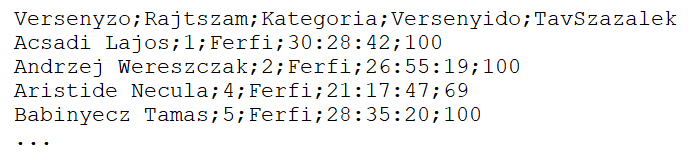 Versenyzo;Rajtszam;Kategoria;Versenyido;TavSzazalek
Acsadi Lajos;1;Ferfi;30:28:42;100
Andrzej Wereszczak;2;Ferfi;26:55:19;100
Aristide Necula;4;Ferfi;21:17:47;69
Babinyecz Tamas;5;Ferfi;28:35:20;100
...